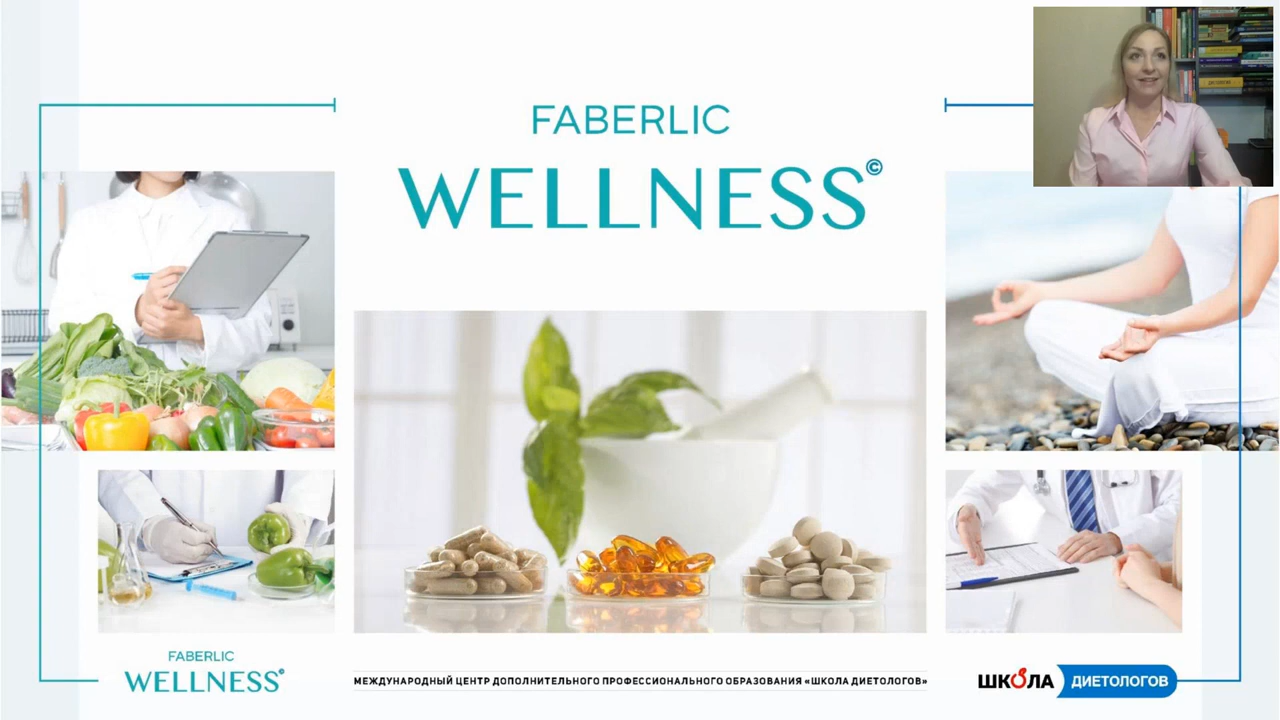 FABERLIC
WELLNESS©
FABERLIC
WELLNESS©
МЕЖДУНАРОДНЫЙ ЦЕНТР ДОПОЛНИТЕЛЬНОГО ПРОФЕССИОНАЛЬНОГО ОБРАЗОВАНИЯ «ШКОЛА ДИЕТОЛОГОВ»
ШКОЛА ДИЕТОЛОГОВ